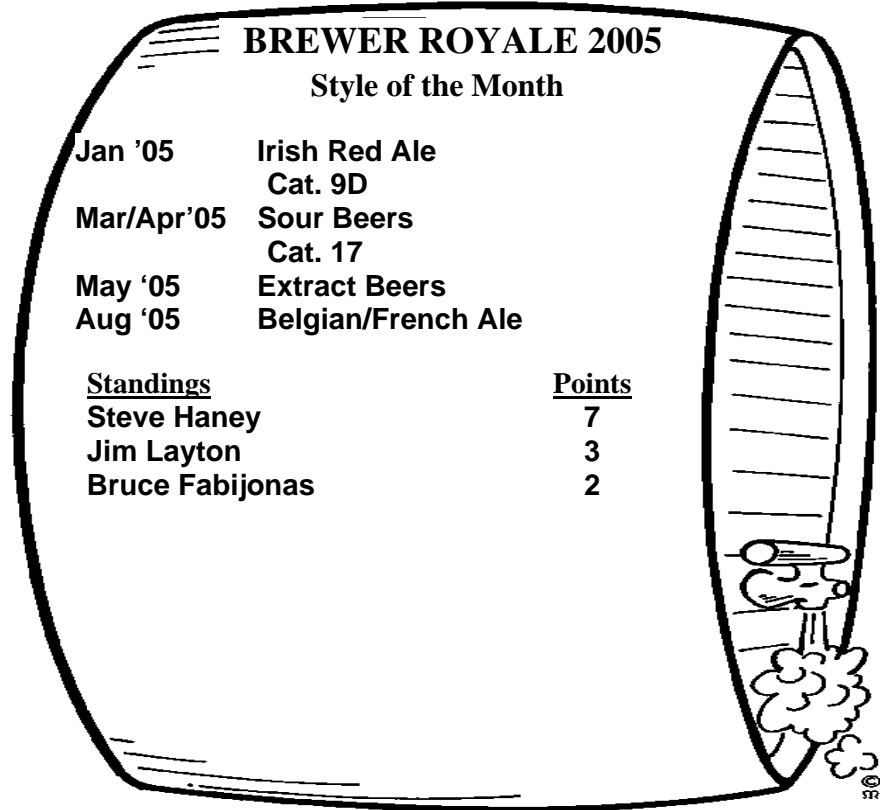 BREWER ROYALE 2005
Style of the Month
Jan ’05 Irish Red Ale
Cat. 9D
Mar/Apr’05 Sour Beers
Cat. 17
May ‘05 Extract Beers
Aug ‘05 Belgian/French Ale
Standings Points
Steve Haney 7
Jim Layton 3
Bruce Fabijonas 2